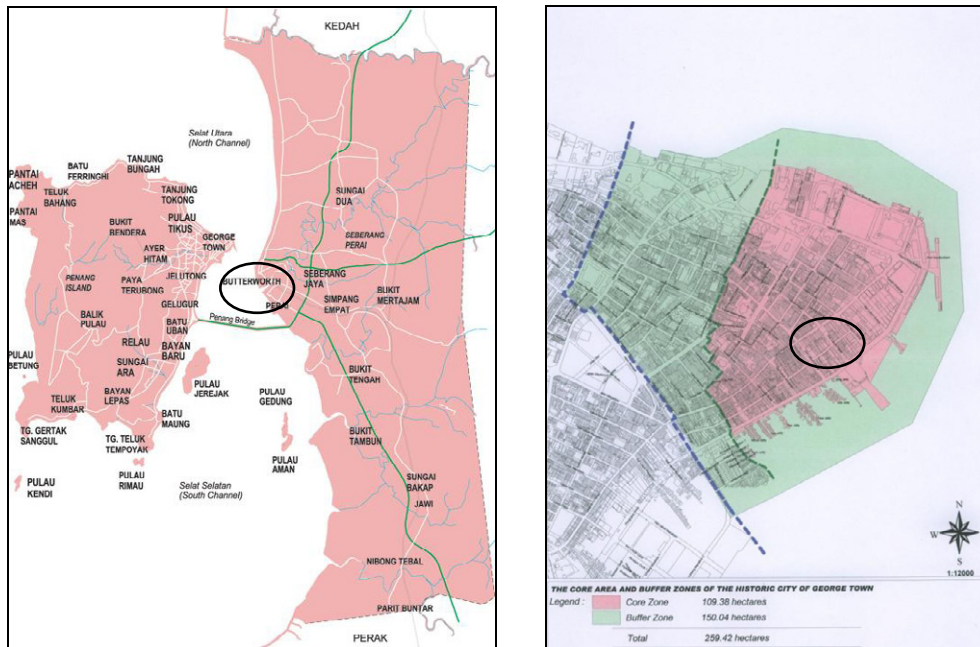 KEDAH
Selat Utara
(North Channel)
PANTAI
ACHEH
BATU
FERRINGHI
TANJUNG
BUNGAH
TELUK
BAHANG
TANJUNG
TOKONG
PANTAI
MAS
BUKIT
BENDERA
PULAU
TIKUS
GEORGE
TOWN
AYER
HITAM
SUNGAI
DUA
SEBERANG
PERAI
PENANG
ISLAND
PAYA
TERUBONG
JELUTONG
BUTTERWORTH
SEBERANG
JAYA
BUKIT
MERTAJAM
GELUGUR
PERAI
SIMPANG
EMPAT
BALIK
PULAU
BATU
UBAN
Penang Bridge
RELAU
BAYAN
BARU
PULAU
BETUNG
SUNGAI
ARA
BUKIT
TENGAH
PULAU
JEREJAK
PULAU
GEDUNG
TELUK
KUMBAR
BAYAN
LEPAS
BATU
MAUNG
TG. GERTAK
SANGGUL
TG. TELUK
TEMPOYAK
BUKIT
TAMBUN
PULAU
AMAN
PULAU
KENDI
PULAU
RIMAU
Selat Selatan
(South Channel)
SUNGAI
BAKAP
JAWI
NIBONG TEBAL
PARIT BUNTAR
PERAK
N
W
E
S
1:12000
THE CORE AREA AND BUFFER ZONES OF THE HISTORIC CITY OF GEORGE TOWN
Legend : Core Zone 109.38 hectares
Buffer Zone 150.04 hectares
Total 259.42 hectares